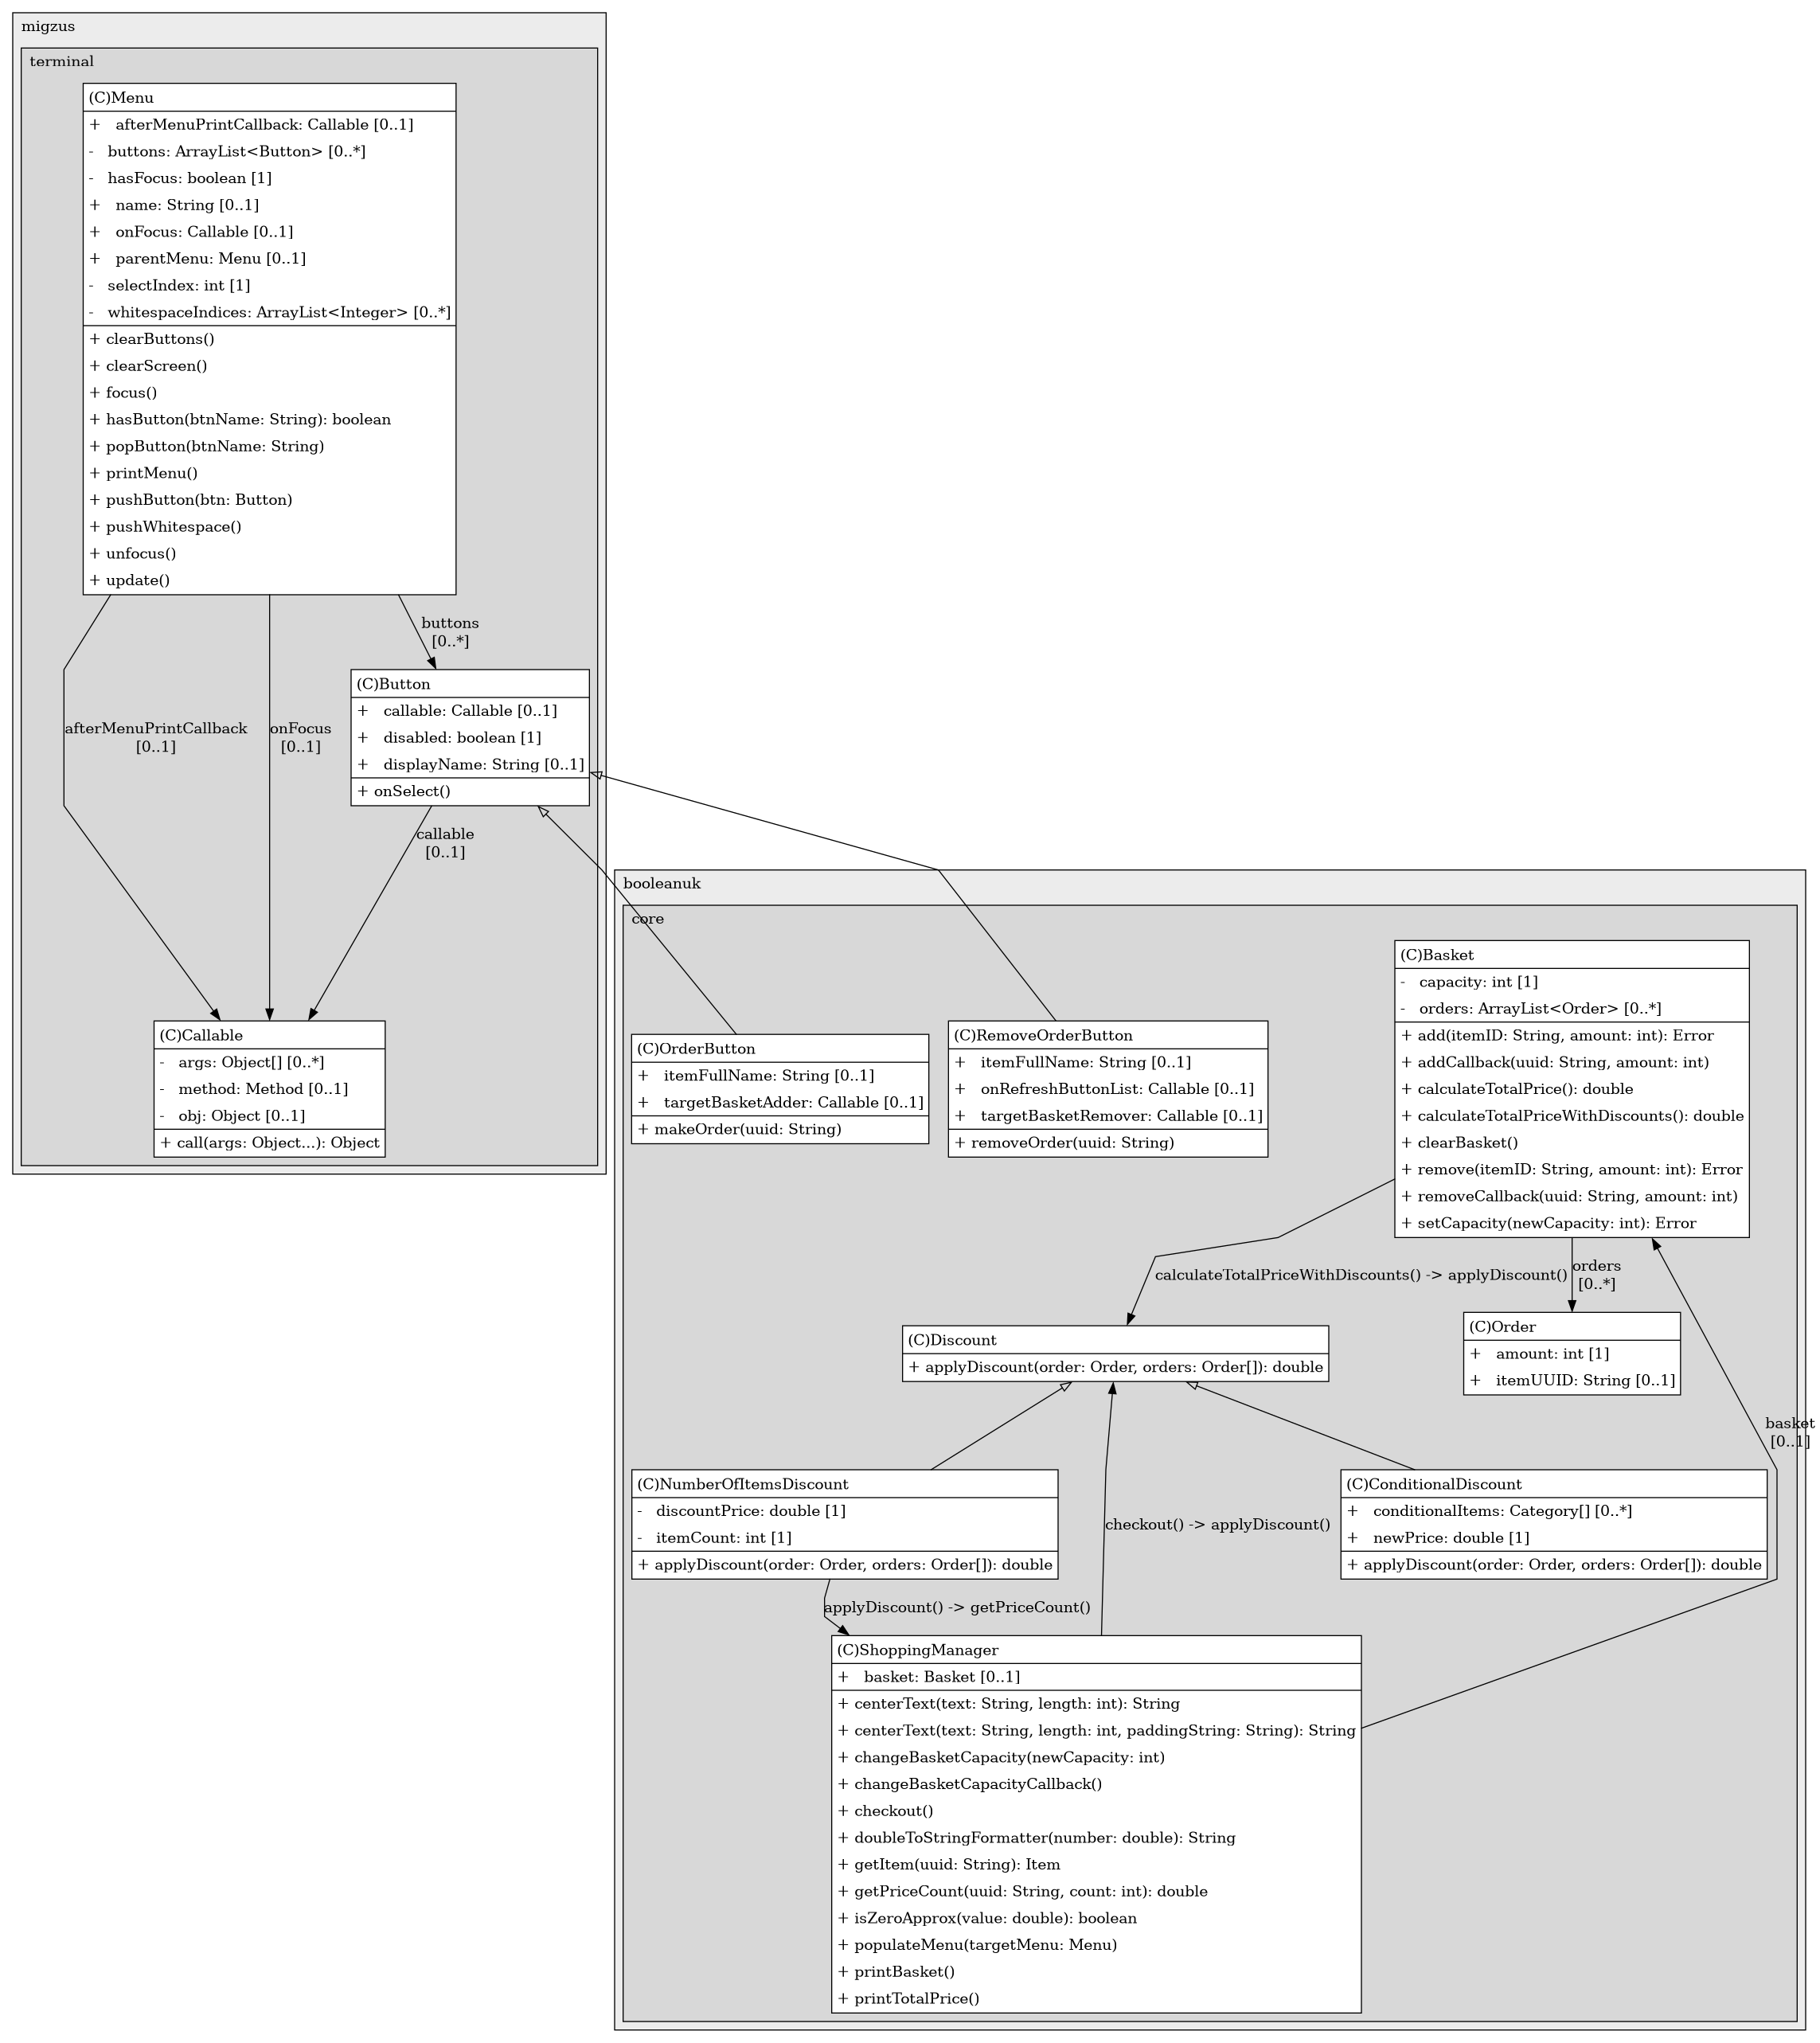 migzus
terminal
(C)Menu
+ afterMenuPrintCallback: Callable [0..1]
- buttons: ArrayList<Button> [0..*]
- hasFocus: boolean [1]
+ name: String [0..1]
+ onFocus: Callable [0..1]
+ parentMenu: Menu [0..1]
- selectIndex: int [1]
- whitespaceIndices: ArrayList<Integer> [0..*]
+ clearButtons()
+ clearScreen()
+ focus()
+ hasButton(btnName: String): boolean
+ popButton(btnName: String)
+ printMenu()
+ pushButton(btn: Button)
+ pushWhitespace()
+ unfocus()
+ update()
buttons
[0..*]
afterMenuPrintCallback
[0..1]
onFocus
[0..1]
(C)Button
+ callable: Callable [0..1]
+ disabled: boolean [1]
+ displayName: String [0..1]
+ onSelect()
callable
[0..1]
(C)Callable
- args: Object[] [0..*]
- method: Method [0..1]
- obj: Object [0..1]
+ call(args: Object...): Object
booleanuk
core
(C)OrderButton
+ itemFullName: String [0..1]
+ targetBasketAdder: Callable [0..1]
+ makeOrder(uuid: String)
(C)RemoveOrderButton
+ itemFullName: String [0..1]
+ onRefreshButtonList: Callable [0..1]
+ targetBasketRemover: Callable [0..1]
+ removeOrder(uuid: String)
(C)Basket
- capacity: int [1]
- orders: ArrayList<Order> [0..*]
+ add(itemID: String, amount: int): Error
+ addCallback(uuid: String, amount: int)
+ calculateTotalPrice(): double
+ calculateTotalPriceWithDiscounts(): double
+ clearBasket()
+ remove(itemID: String, amount: int): Error
+ removeCallback(uuid: String, amount: int)
+ setCapacity(newCapacity: int): Error
calculateTotalPriceWithDiscounts() -> applyDiscount()
orders
[0..*]
(C)Discount
+ applyDiscount(order: Order, orders: Order[]): double
(C)Order
+ amount: int [1]
+ itemUUID: String [0..1]
basket
[0..1]
(C)NumberOfItemsDiscount
- discountPrice: double [1]
- itemCount: int [1]
+ applyDiscount(order: Order, orders: Order[]): double
checkout() -> applyDiscount()
(C)ConditionalDiscount
+ conditionalItems: Category[] [0..*]
+ newPrice: double [1]
+ applyDiscount(order: Order, orders: Order[]): double
applyDiscount() -> getPriceCount()
(C)ShoppingManager
+ basket: Basket [0..1]
+ centerText(text: String, length: int): String
+ centerText(text: String, length: int, paddingString: String): String
+ changeBasketCapacity(newCapacity: int)
+ changeBasketCapacityCallback()
+ checkout()
+ doubleToStringFormatter(number: double): String
+ getItem(uuid: String): Item
+ getPriceCount(uuid: String, count: int): double
+ isZeroApprox(value: double): boolean
+ populateMenu(targetMenu: Menu)
+ printBasket()
+ printTotalPrice()